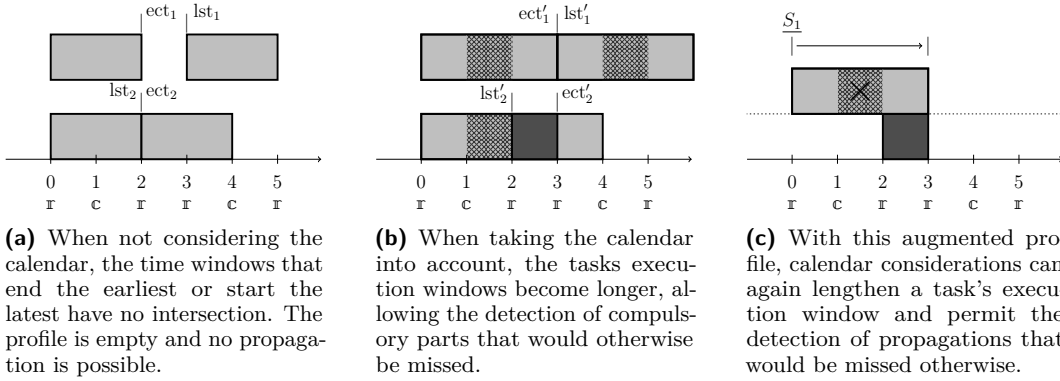 ect₁ lst₁
lst₂ ect₂
0 1 2 3 4 5
𝕣 𝕔 𝕣 𝕣 𝕔 𝕣
(a) When not considering the
calendar, the time windows that
end the earliest or start the
latest have no intersection. The
profile is empty and no propaga-
tion is possible.
ect′₁ lst′₁
lst′₂ ect′₂
0 1 2 3 4 5
𝕣 𝕔 𝕣 𝕣 𝕔 𝕣
(b) When taking the calendar
into account, the tasks execu-
tion windows become longer, al-
lowing the detection of compuls-
ory parts that would otherwise
be missed.
S₁
0 1 2 3 4 5
𝕣 𝕔 𝕣 𝕣 𝕔 𝕣
(c) With this augmented pro-
file, calendar considerations can
again lengthen a task's execu-
tion window and permit the
detection of propagations that
would be missed otherwise.